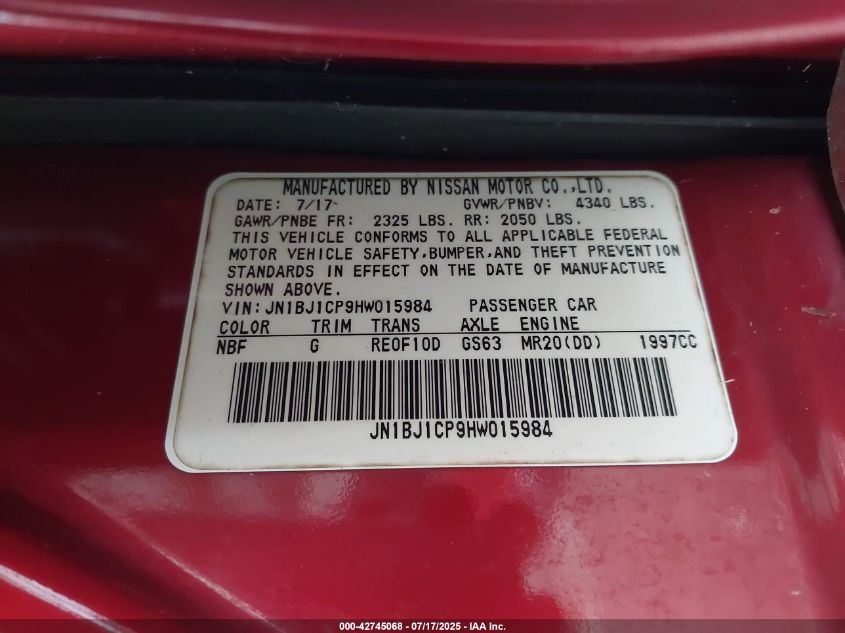 MANUFACTURED BY NISSAN MOTOR CO.,LTD.
DATE: 7/17 GVWR/PNBV: 4340 LBS.
GAWR/PNBE FR: 2325 LBS. RR: 2050 LBS.
THIS VEHICLE CONFORMS TO ALL APPLICABLE FEDERAL
MOTOR VEHICLE SAFETY,BUMPER,AND THEFT PREVENTION
STANDARDS IN EFFECT ON THE DATE OF MANUFACTURE
SHOWN ABOVE.
VIN: JN1BJ1CP9HW015984 PASSENGER CAR
COLOR TRIM TRANS AXLE ENGINE
NBF G RE0F10D GS63 MR20(DD) 1997CC
JN1BJ1CP9HW015984
000-42745068 - 07/17/2025 - IAA Inc.